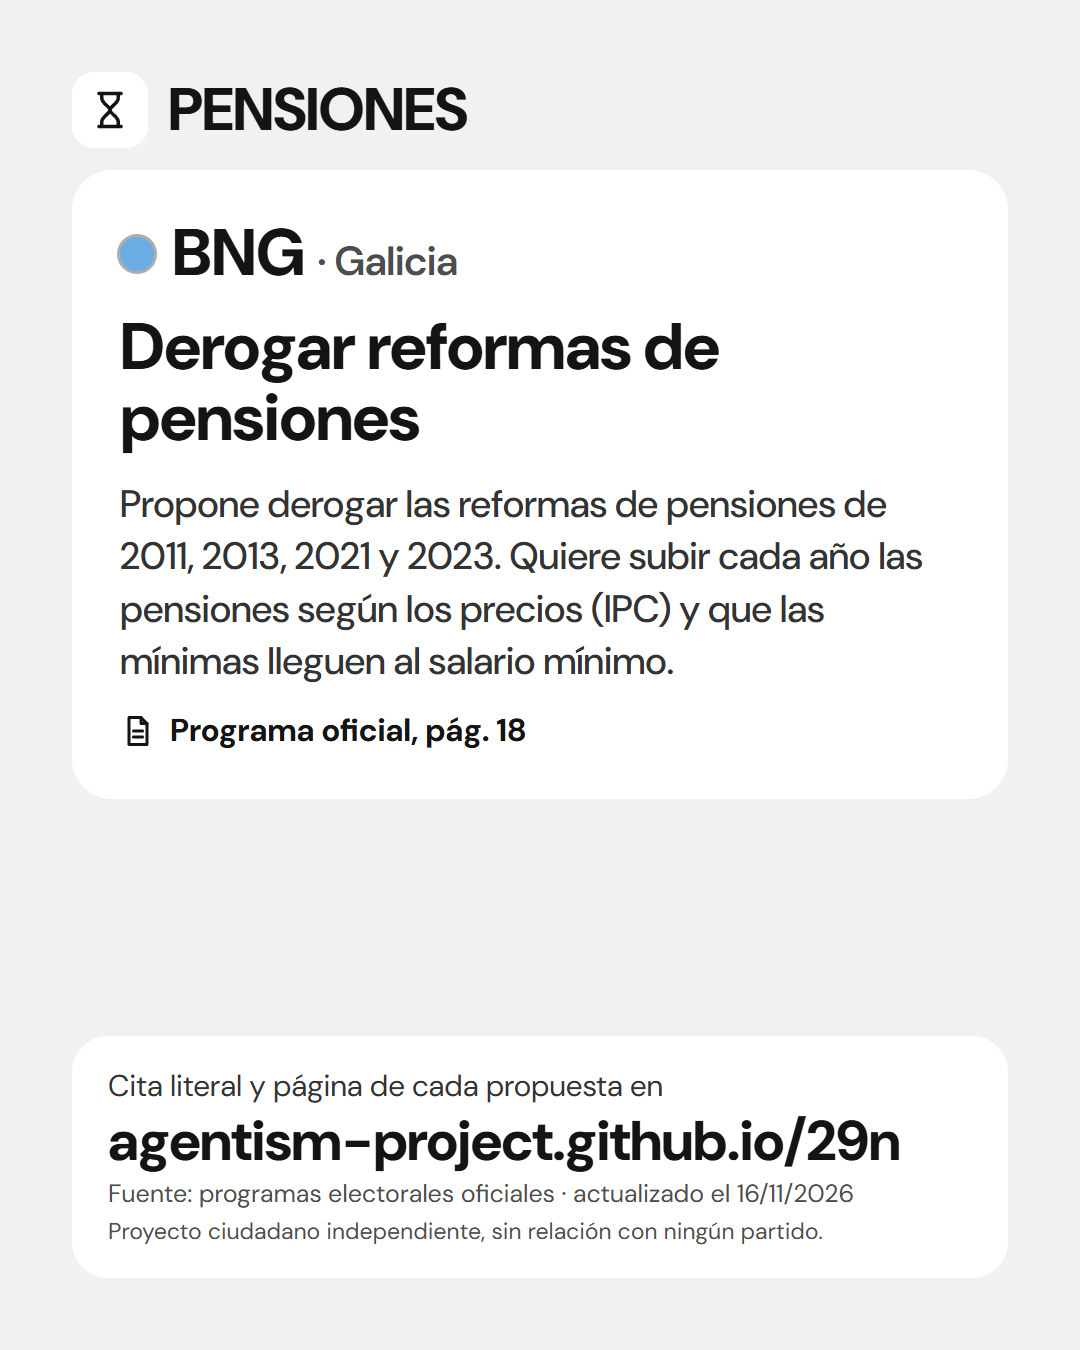 PENSIONES
BNG · Galicia
Derogar reformas de
pensiones
Propone derogar las reformas de pensiones de
2011, 2013, 2021 y 2023. Quiere subir cada año las
pensiones según los precios (IPC) y que las
mínimas lleguen al salario mínimo.
Programa oficial, pág. 18
Cita literal y página de cada propuesta en
agentism-project.github.io/29n
Fuente: programas electorales oficiales · actualizado el 16/11/2026
Proyecto ciudadano independiente, sin relación con ningún partido.